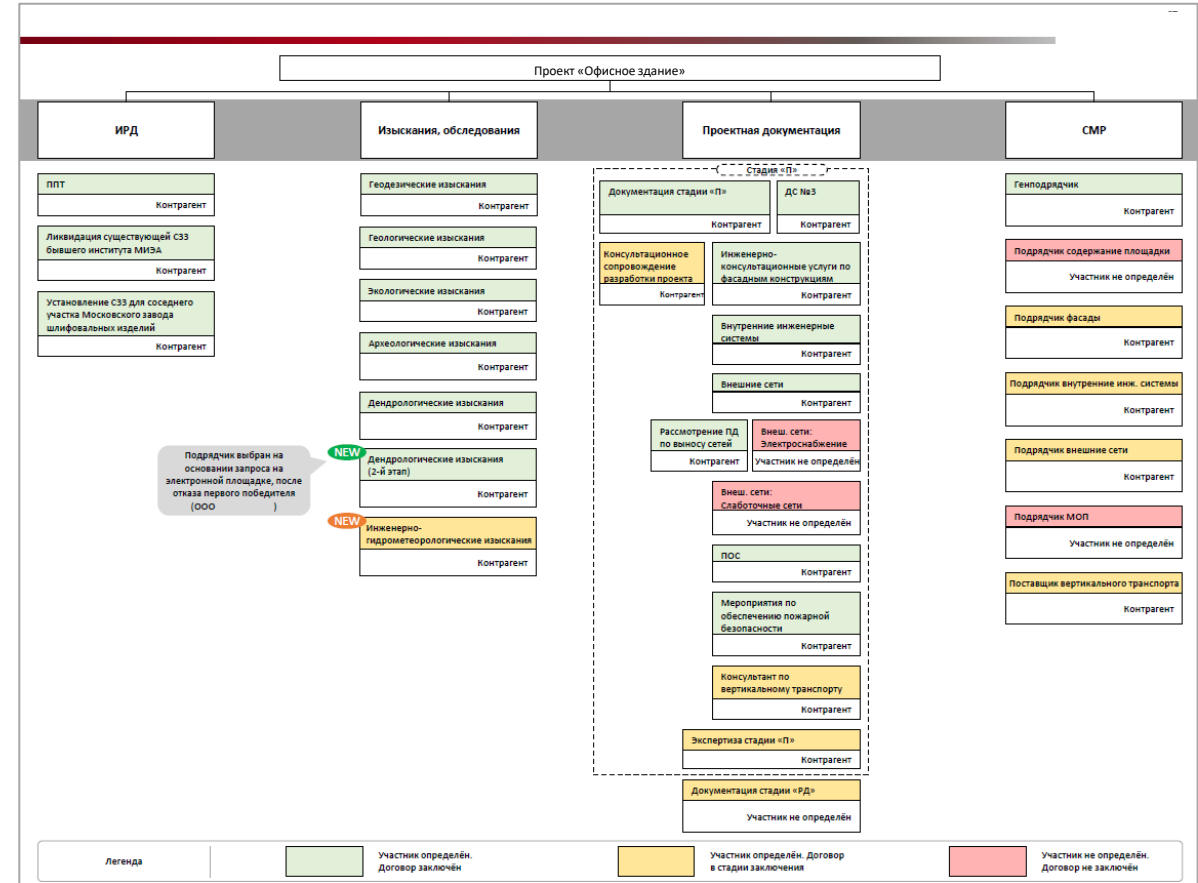 Проект «Офисное здание»
ИРД
Изыскания, обследования
Проектная документация
СМР
ППТ
Контрагент
Ликвидация существующей СЗЗ
бывшего института МИЭА
Контрагент
Установление СЗЗ для соседнего
участка Московского завода
шлифовальных изделий
Контрагент
Геодезические изыскания
Контрагент
Геологические изыскания
Контрагент
Экологические изыскания
Контрагент
Археологические изыскания
Контрагент
Дендрологические изыскания
Контрагент
Подрядчик выбран на
основании запроса на
электронной площадке, после
отказа первого победителя
(ООО )
NEW
Дендрологические изыскания
(2-й этап)
Контрагент
NEW
Инженерно-
гидрометеорологические изыскания
Контрагент
Стадия «П»
Документация стадии «П»
Контрагент
ДС №3
Контрагент
Консультационное
сопровождение
разработки проекта
Контрагент
Инженерно-
консультационные услуги по
фасадным конструкциям
Контрагент
Внутренние инженерные
системы
Контрагент
Внешние сети
Контрагент
Рассмотрение ПД
по выносу сетей
Контрагент
Внеш. сети:
Электроснабжение
Участник не определён
Внеш. сети:
Слаботочные сети
Участник не определён
ПОС
Контрагент
Мероприятия по
обеспечению пожарной
безопасности
Контрагент
Консультант по
вертикальному транспорту
Контрагент
Экспертиза стадии «П»
Контрагент
Документация стадии «РД»
Участник не определён
Генподрядчик
Контрагент
Подрядчик содержание площадки
Участник не определён
Подрядчик фасады
Контрагент
Подрядчик внутренние инж. системы
Контрагент
Подрядчик внешние сети
Контрагент
Подрядчик МОП
Участник не определён
Поставщик вертикального транспорта
Контрагент
Легенда
Участник определён.
Договор заключён
Участник определён. Договор
в стадии заключения
Участник не определён.
Договор не заключён